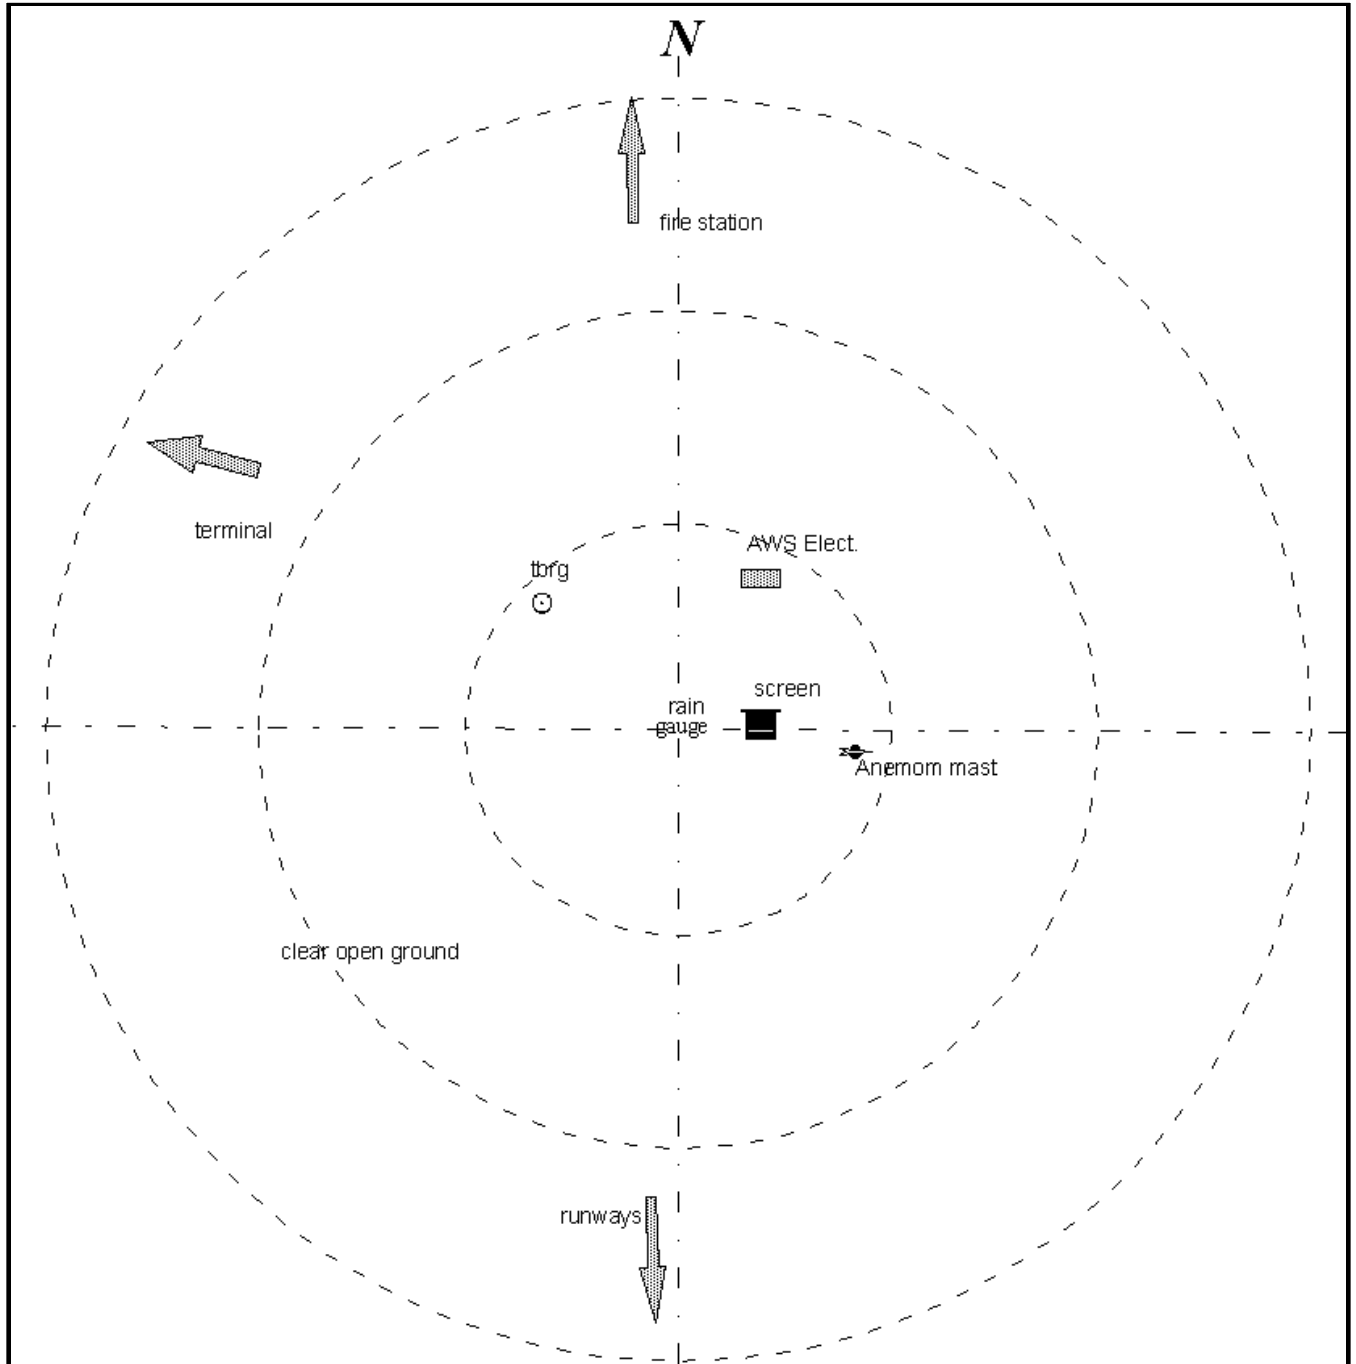 N
fire station
terminal
AWS Elect.
tbrg
screen
rain
gauge
Anemom mast
clear open ground
runways